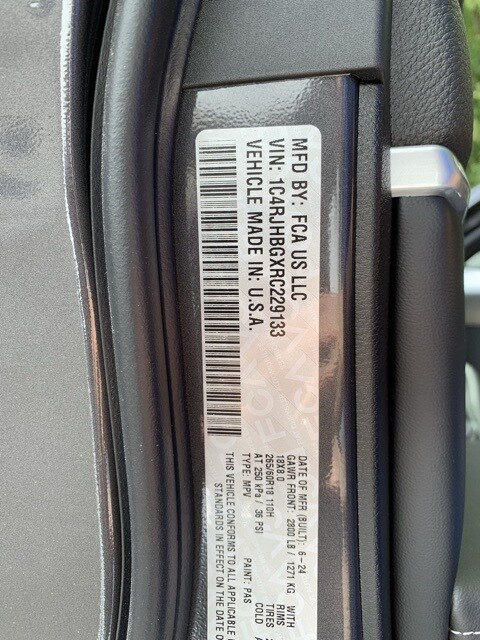 MFD BY: FCA US LLC
VIN: 1C4RJHBGXRC229133
VEHICLE MADE IN: U.S.A.
DATE OF MFR (BUILT): 6-24
GAWR FRONT: 2800 LB / 1271 KG WITH
18X8.0 RIMS
265/60R18 110H TIRES
AT 250 kPa / 36 PSI COLD
TYPE: MPV PAINT: PAS
THIS VEHICLE CONFORMS TO ALL APPLICABLE
STANDARDS IN EFFECT ON THE DATE OF